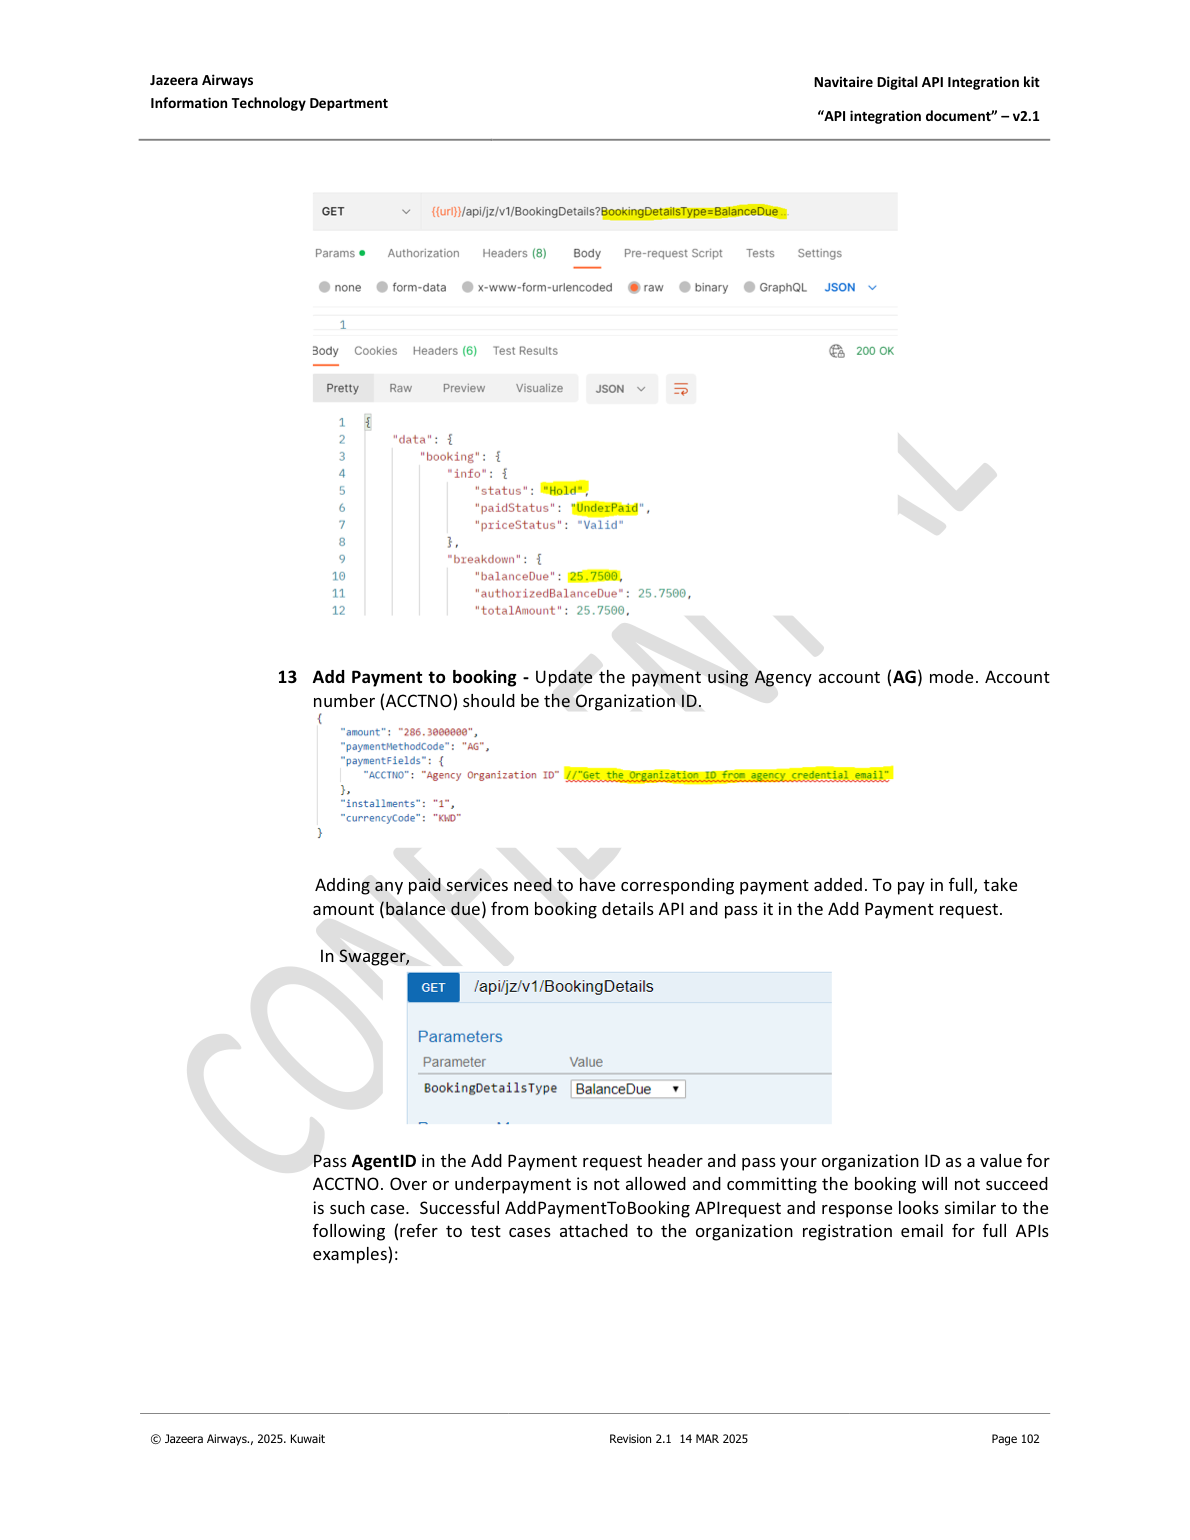 Jazeera Airways
Information Technology Department
Navitaire Digital API Integration kit
“API integration document” – v2.1
GET {{url}}/api/jz/v1/BookingDetails?BookingDetailsType=BalanceDue...
Params Authorization Headers (8) Body Pre-request Script Tests Settings
none form-data x-www-form-urlencoded raw binary GraphQL JSON
1
Body Cookies Headers (6) Test Results 200 OK
Pretty Raw Preview Visualize JSON
1 {
2 "data": {
3 "booking": {
4 "info": {
5 "status": "Hold",
6 "paidStatus": "UnderPaid",
7 "priceStatus": "Valid"
8 },
9 "breakdown": {
10 "balanceDue": 25.7500,
11 "authorizedBalanceDue": 25.7500,
12 "totalAmount": 25.7500,
13 Add Payment to booking - Update the payment using Agency account (AG) mode. Account
number (ACCTNO) should be the Organization ID.
{
"amount": "286.3000000",
"paymentMethodCode": "AG",
"paymentFields": {
"ACCTNO": "Agency Organization ID" //"Get the Organization ID from agency credential email"
},
"installments": "1",
"currencyCode": "KWD"
}
Adding any paid services need to have corresponding payment added. To pay in full, take
amount (balance due) from booking details API and pass it in the Add Payment request.
In Swagger,
GET /api/jz/v1/BookingDetails
Parameters
Parameter Value
BookingDetailsType BalanceDue
Pass AgentID in the Add Payment request header and pass your organization ID as a value for
ACCTNO. Over or underpayment is not allowed and committing the booking will not succeed
is such case. Successful AddPaymentToBooking APIrequest and response looks similar to the
following (refer to test cases attached to the organization registration email for full APIs
examples):
CONFIDENTIAL
© Jazeera Airways., 2025. Kuwait
Revision 2.1 14 MAR 2025
Page 102